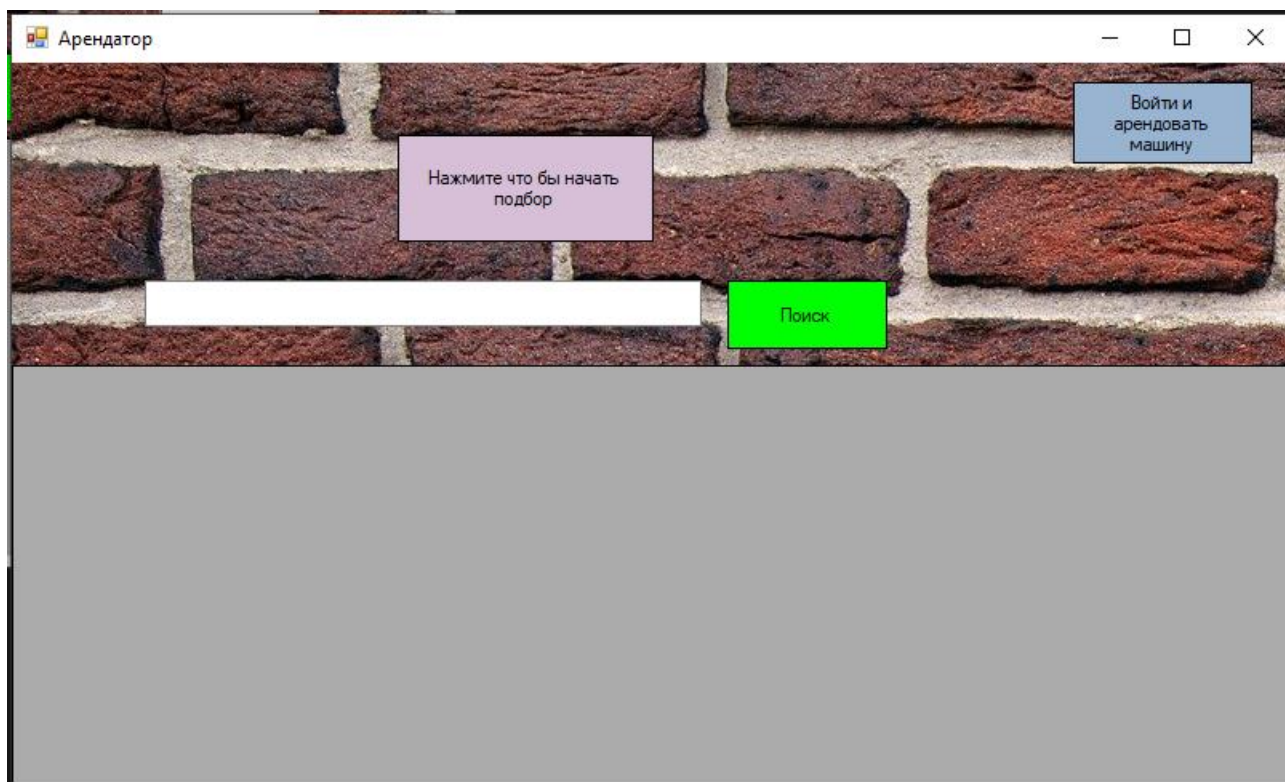 Арендатор
Войти и
арендовать
машину
Нажмите что бы начать
подбор
Поиск